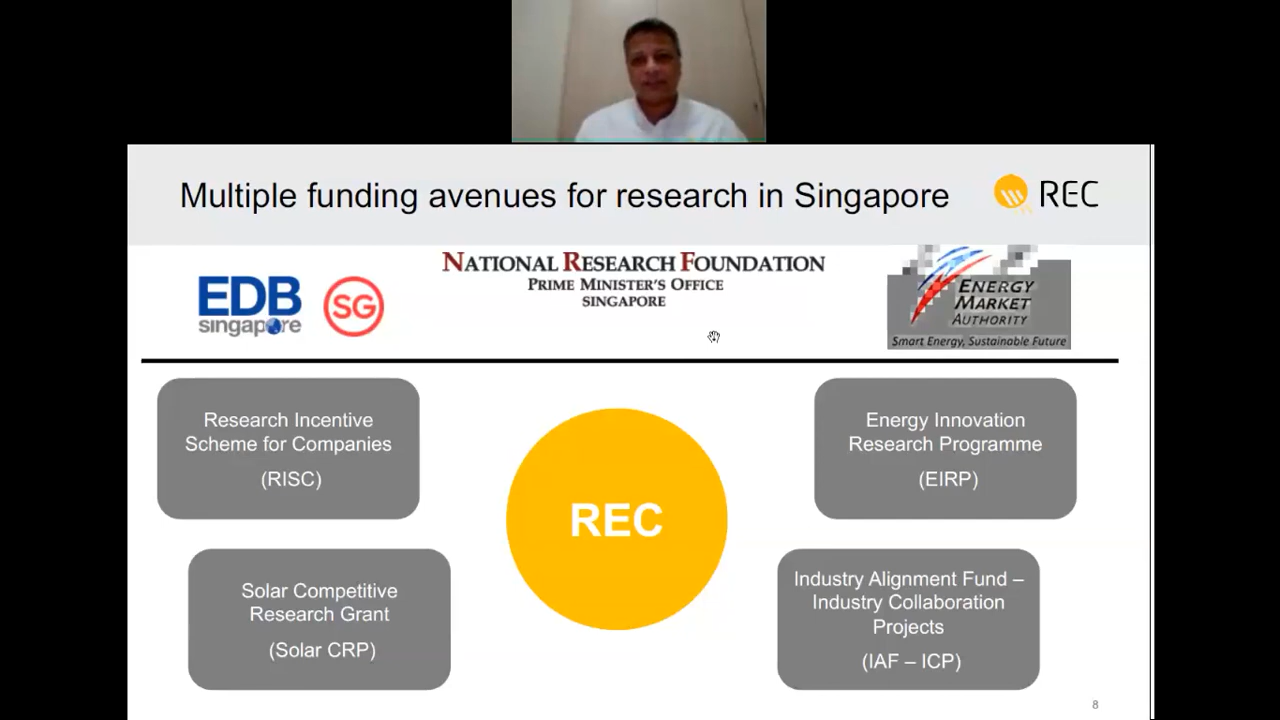 Multiple funding avenues for research in Singapore
REC
EDB
singapore
SG
NATIONAL RESEARCH FOUNDATION
PRIME MINISTER'S OFFICE
SINGAPORE
ENERGY
MARKET
AUTHORITY
Smart Energy, Sustainable Future
Research Incentive
Scheme for Companies
(RISC)
Energy Innovation
Research Programme
(EIRP)
REC
Solar Competitive
Research Grant
(Solar CRP)
Industry Alignment Fund –
Industry Collaboration
Projects
(IAF – ICP)
8